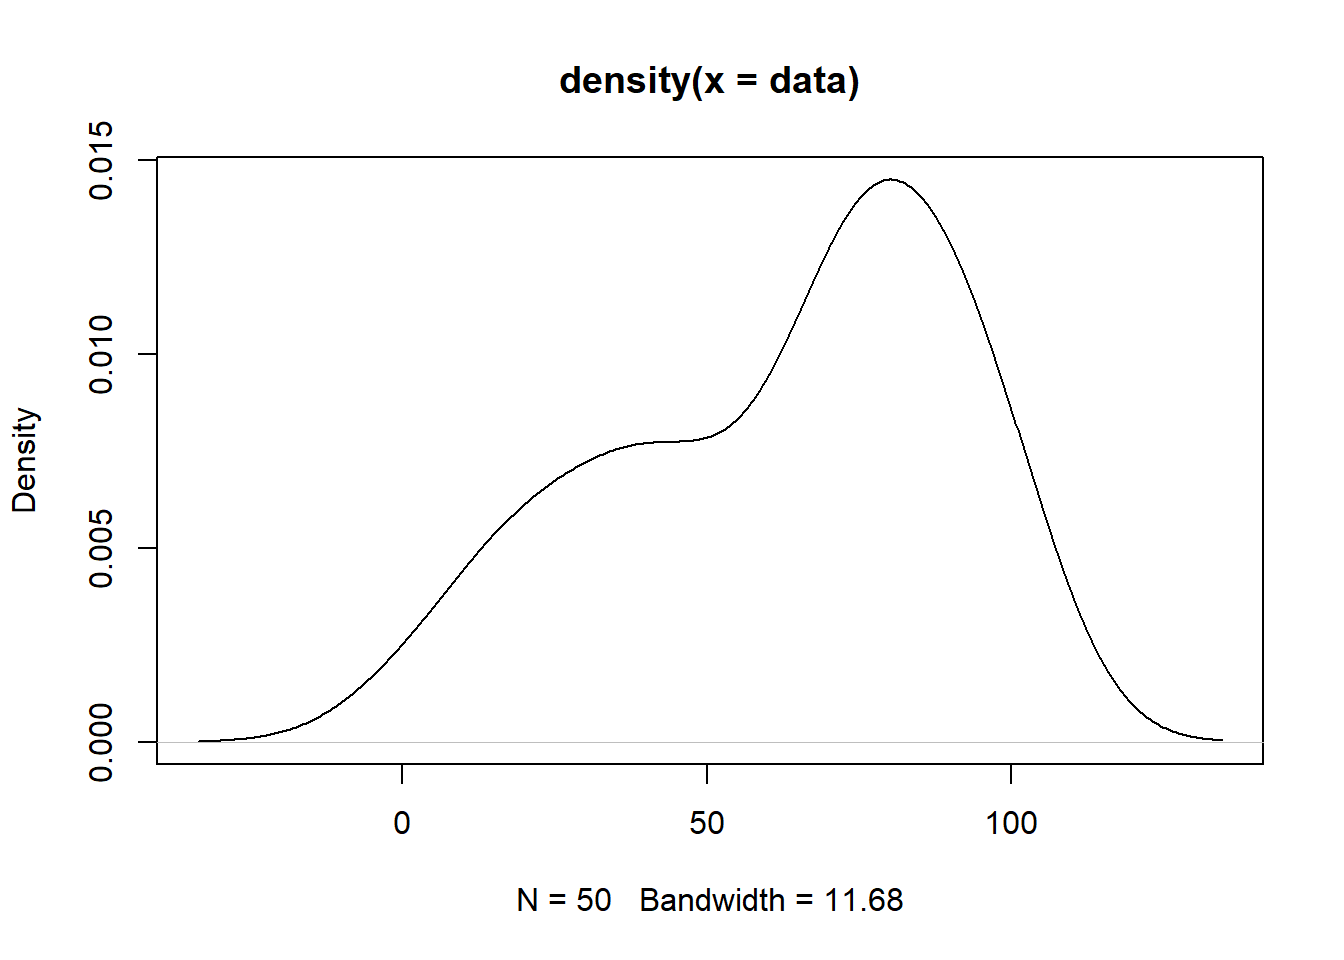 density(x = data)
Density
0.015
0.010
0.005
0.000
0 50 100
N = 50 Bandwidth = 11.68